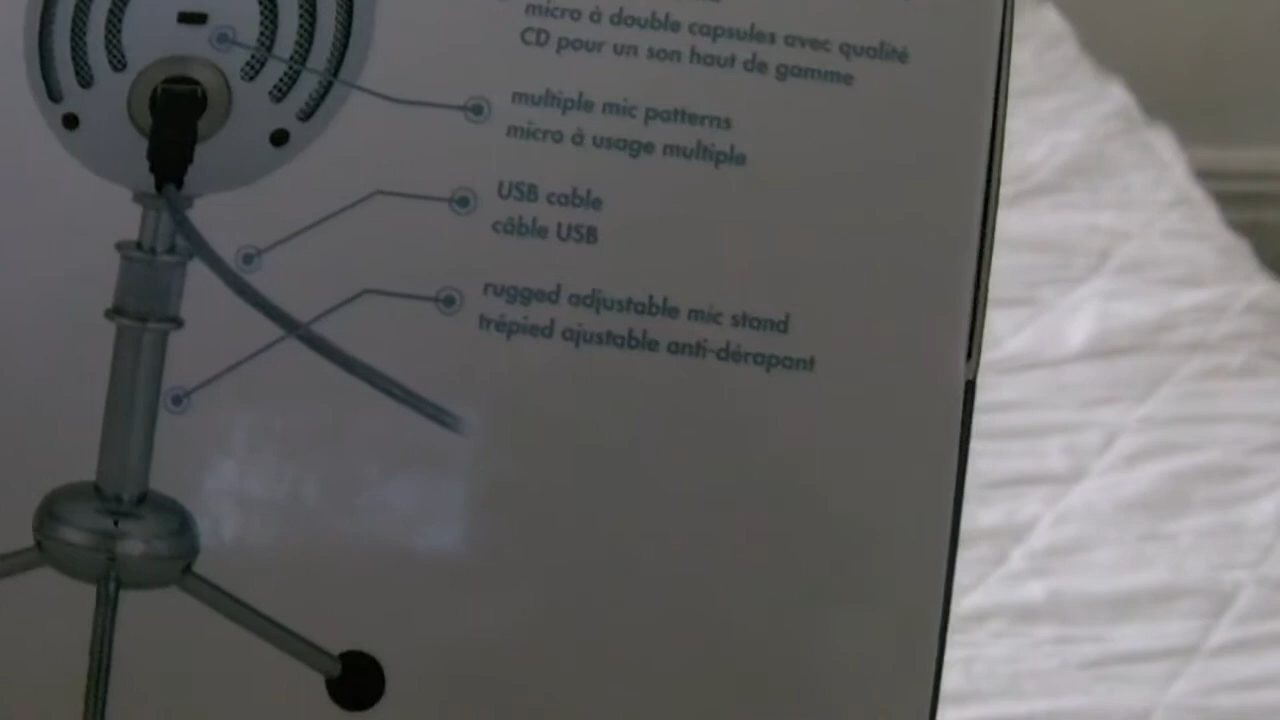 micro à double capsules avec qualité
CD pour un son haut de gamme
multiple mic patterns
micro à usage multiple
USB cable
câble USB
rugged adjustable mic stand
trépied ajustable anti-dérapant